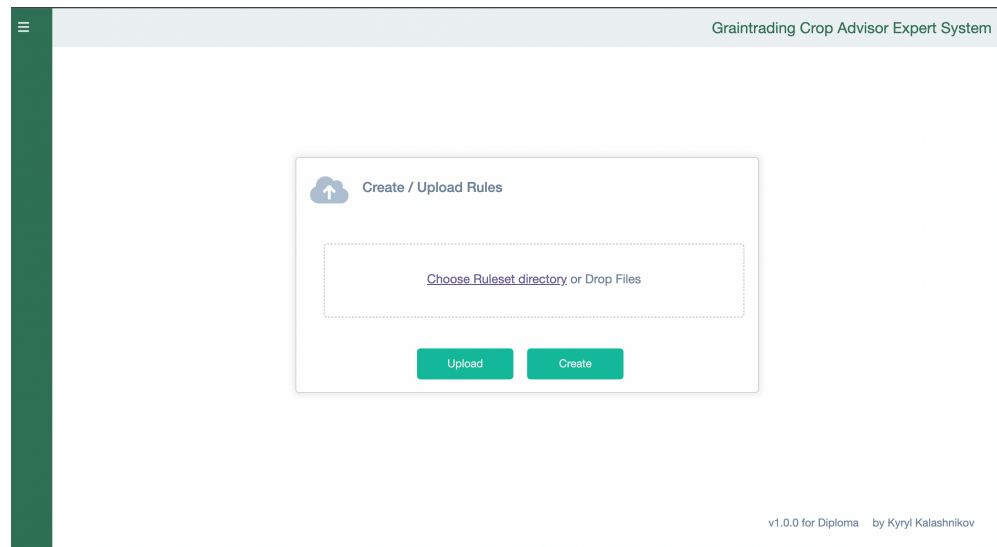 Graintrading Crop Advisor Expert System
Create / Upload Rules
Choose Ruleset directory or Drop Files
Upload Create
v1.0.0 for Diploma by Kyryl Kalashnikov